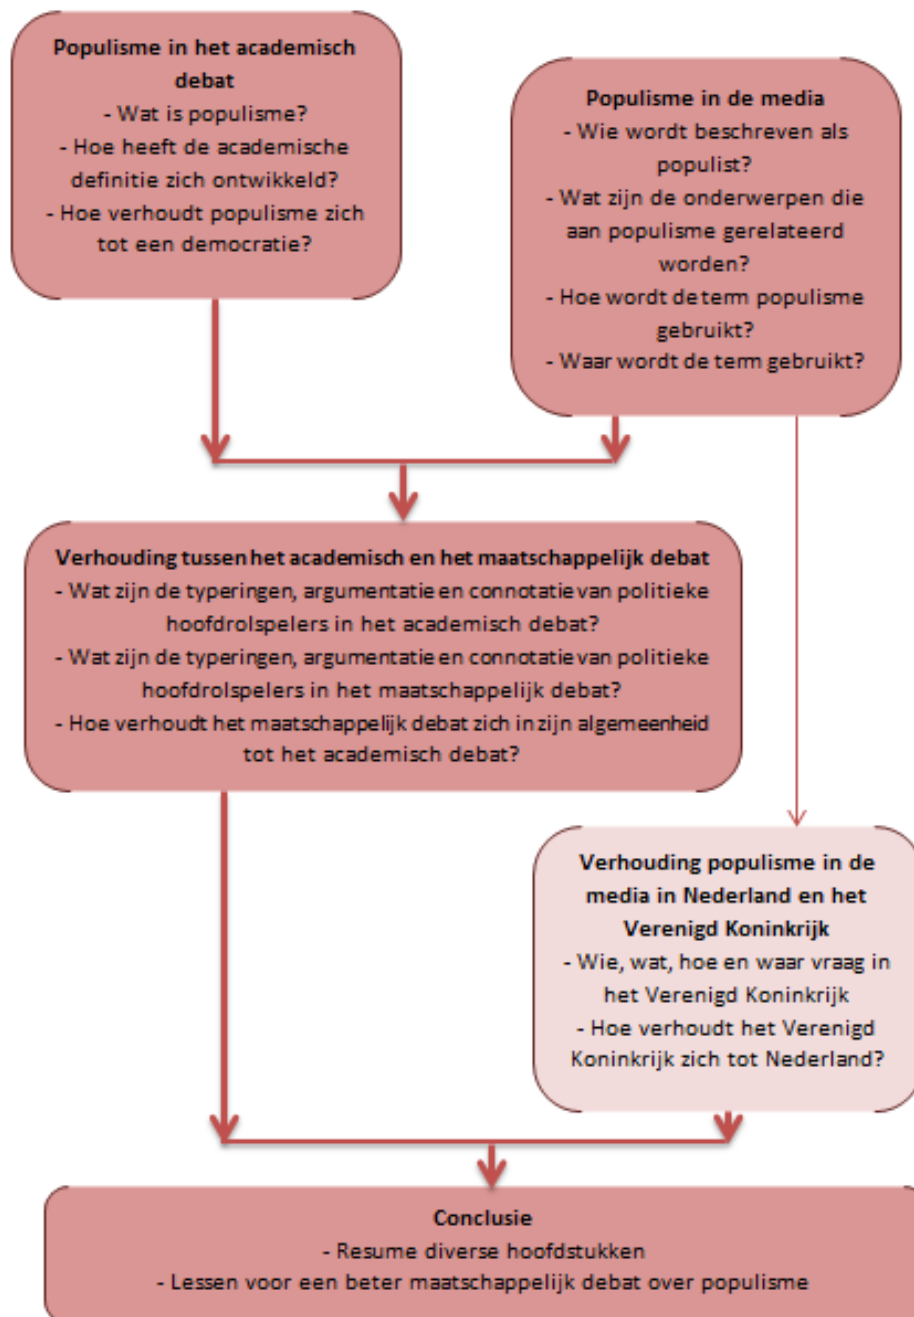 Populisme in het academisch
debat
- Wat is populisme?
- Hoe heeft de academische
definitie zich ontwikkeld?
- Hoe verhoudt populisme zich
tot een democratie?
Populisme in de media
- Wie wordt beschreven als
populist?
- Wat zijn de onderwerpen die
aan populisme gerelateerd
worden?
- Hoe wordt de term populisme
gebruikt?
- Waar wordt de term gebruikt?
Verhouding tussen het academisch en het maatschappelijk debat
- Wat zijn de typeringen, argumentatie en connotatie van politieke
hoofdrolspelers in het academisch debat?
- Wat zijn de typeringen, argumentatie en connotatie van politieke
hoofdrolspelers in het maatschappelijk debat?
- Hoe verhoudt het maatschappelijk debat zich in zijn algemeenheid
tot het academisch debat?
Verhouding populisme in de
media in Nederland en het
Verenigd Koninkrijk
- Wie, wat, hoe en waar vraag in
het Verenigd Koninkrijk
- Hoe verhoudt het Verenigd
Koninkrijk zich tot Nederland?
Conclusie
- Resume diverse hoofdstukken
- Lessen voor een beter maatschappelijk debat over populisme